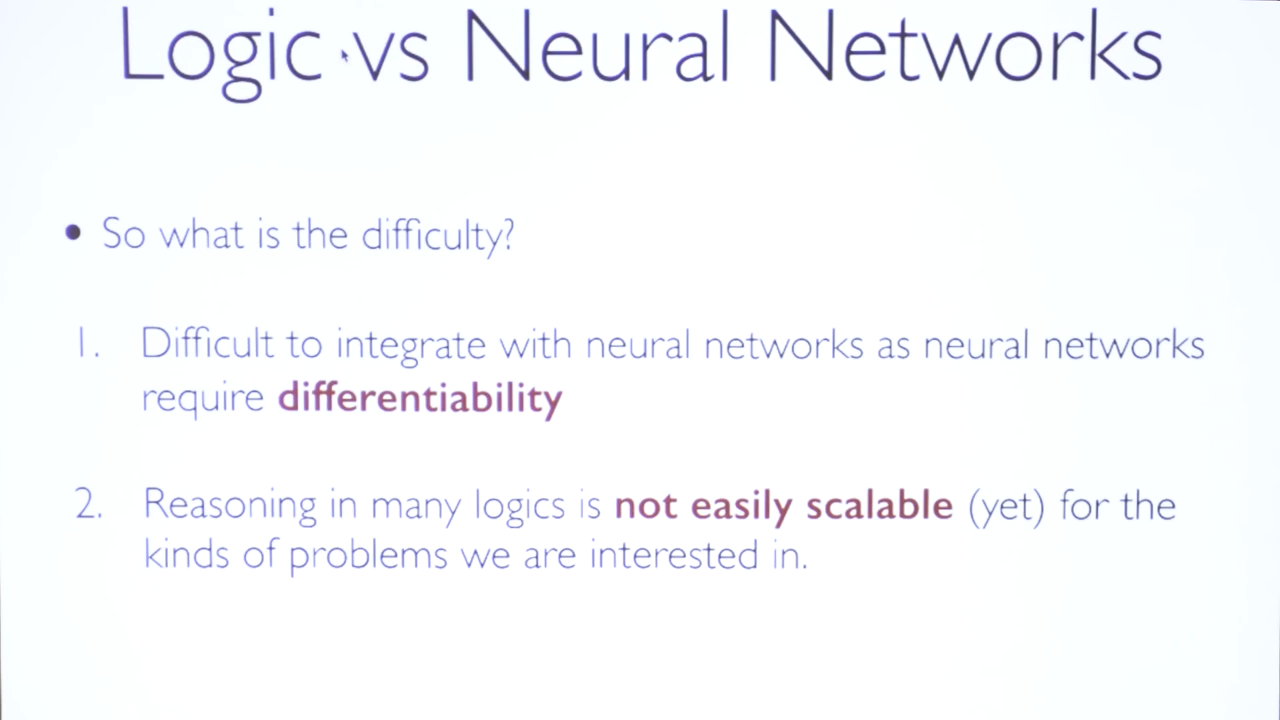 Logic vs Neural Networks
• So what is the difficulty?
1. Difficult to integrate with neural networks as neural networks
require differentiability
2. Reasoning in many logics is not easily scalable (yet) for the
kinds of problems we are interested in.